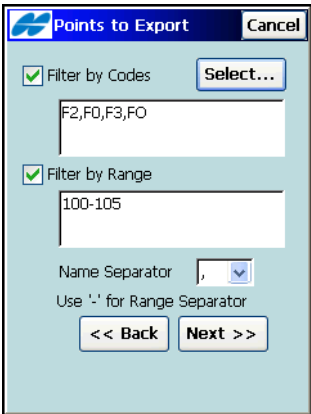 Points to Export Cancel
Filter by Codes Select...
F2,F0,F3,FO
Filter by Range
100-105
Name Separator ,
Use '-' for Range Separator
<< Back Next >>